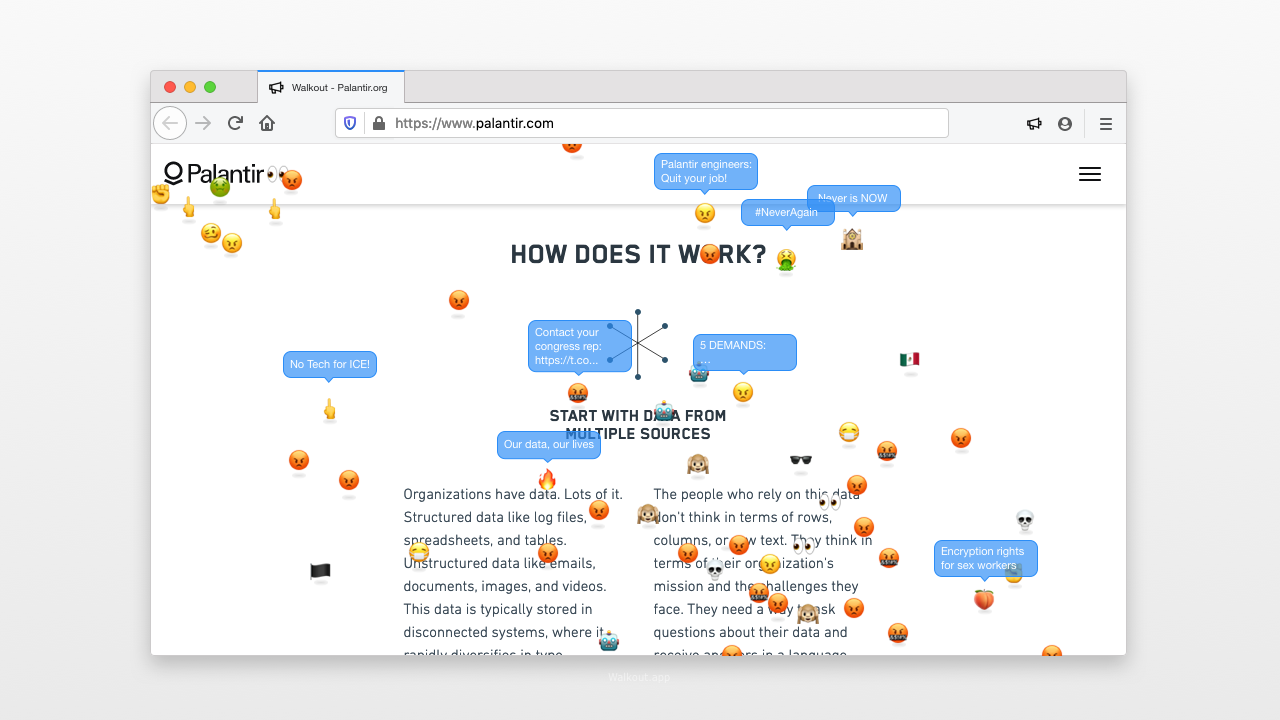 Walkout - Palantir.org
https://www.palantir.com
Palantir
Palantir engineers:
Quit your job!
Never is NOW
#NeverAgain
HOW DOES IT WORK?
Contact your
congress rep:
https://t.co...
5 DEMANDS:
...
No Tech for ICE!
START WITH DATA FROM
MULTIPLE SOURCES
Our data, our lives
Organizations have data. Lots of it.
Structured data like log files,
spreadsheets, and tables.
Unstructured data like emails,
documents, images, and videos.
This data is typically stored in
disconnected systems, where it
rapidly diversifies in type,
The people who rely on this data
don't think in terms of rows,
columns, or raw text. They think in
terms of their organization's
mission and the challenges they
face. They need a way to ask
questions about their data and
receive answers in a language
Encryption rights
for sex workers
Walkout.app